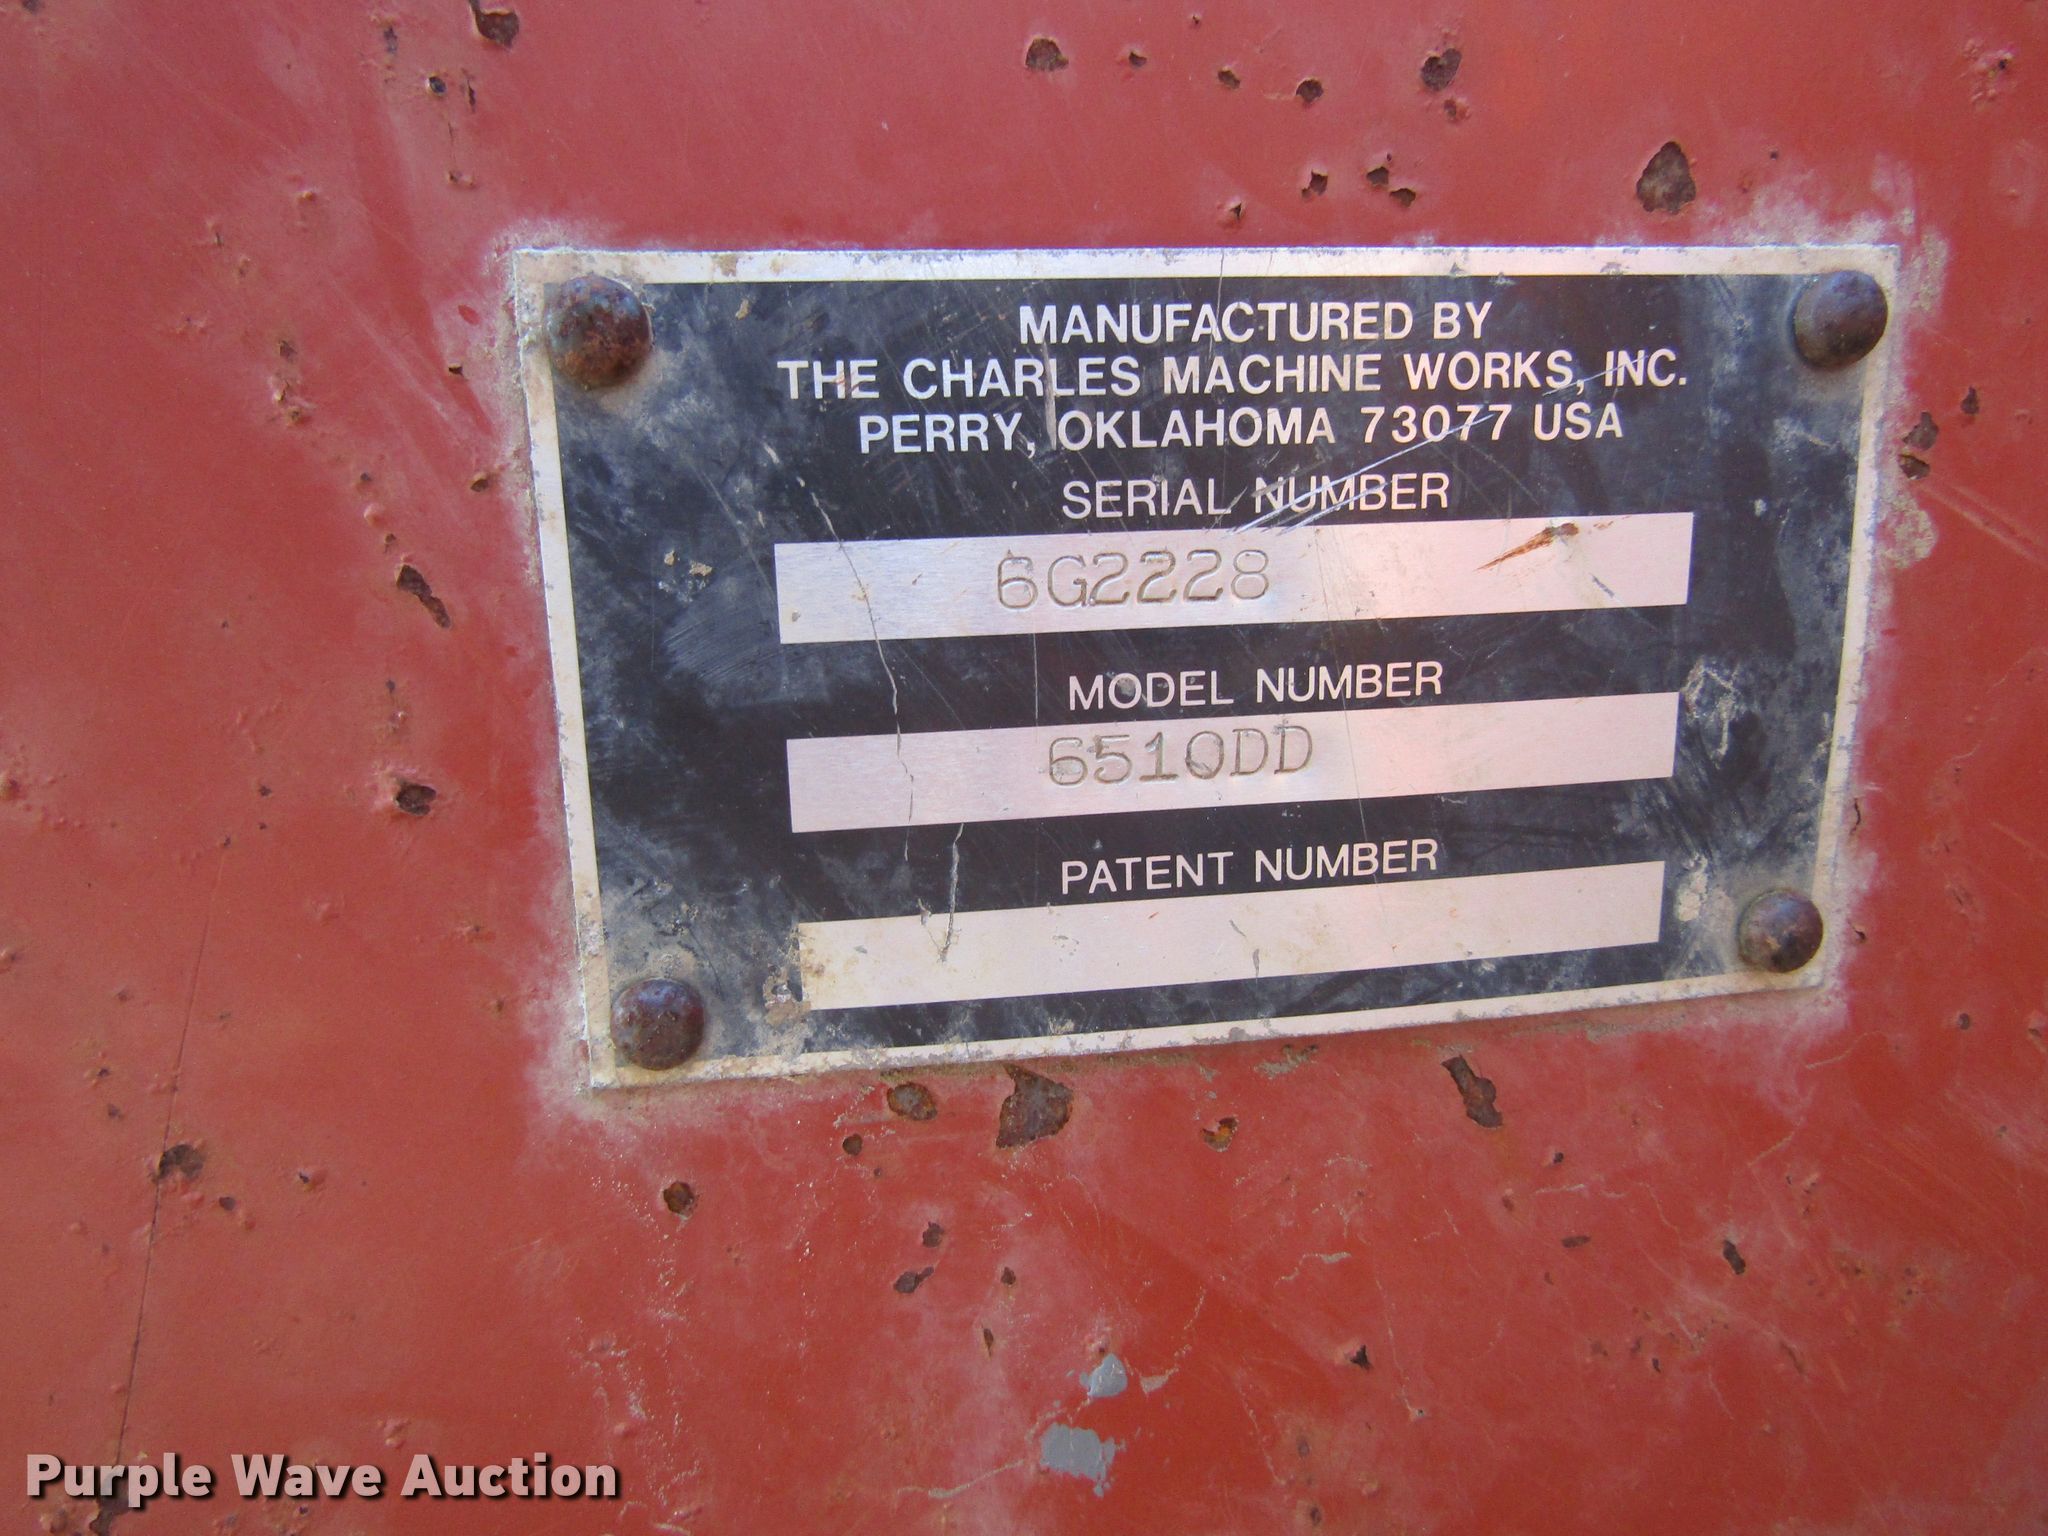 MANUFACTURED BY
THE CHARLES MACHINE WORKS, INC.
PERRY, OKLAHOMA 73077 USA
SERIAL NUMBER
6G2228
MODEL NUMBER
6510DD
PATENT NUMBER
Purple Wave Auction